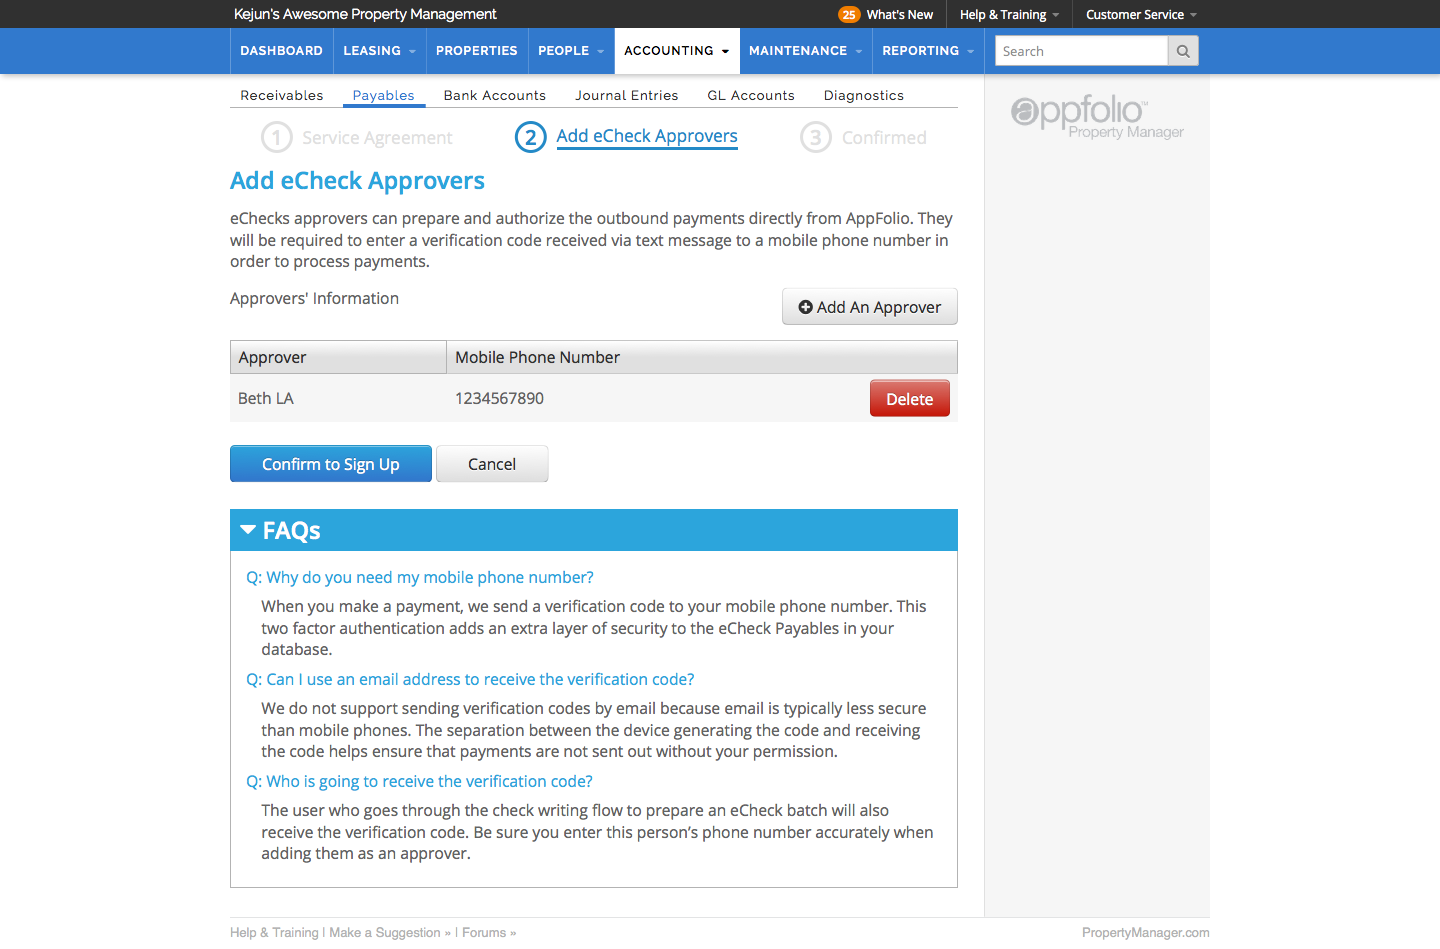 Kejun's Awesome Property Management
25 What's New Help & Training Customer Service
DASHBOARD LEASING PROPERTIES PEOPLE ACCOUNTING MAINTENANCE REPORTING Search
Receivables Payables Bank Accounts Journal Entries GL Accounts Diagnostics
appfolio™
Property Manager
1 Service Agreement 2 Add eCheck Approvers 3 Confirmed
Add eCheck Approvers
eChecks approvers can prepare and authorize the outbound payments directly from AppFolio. They
will be required to enter a verification code received via text message to a mobile phone number in
order to process payments.
Approvers' Information
Add An Approver
Approver Mobile Phone Number
Beth LA 1234567890 Delete
Confirm to Sign Up Cancel
FAQs
Q: Why do you need my mobile phone number?
When you make a payment, we send a verification code to your mobile phone number. This
two factor authentication adds an extra layer of security to the eCheck Payables in your
database.
Q: Can I use an email address to receive the verification code?
We do not support sending verification codes by email because email is typically less secure
than mobile phones. The separation between the device generating the code and receiving
the code helps ensure that payments are not sent out without your permission.
Q: Who is going to receive the verification code?
The user who goes through the check writing flow to prepare an eCheck batch will also
receive the verification code. Be sure you enter this person's phone number accurately when
adding them as an approver.
Help & Training | Make a Suggestion » | Forums » PropertyManager.com